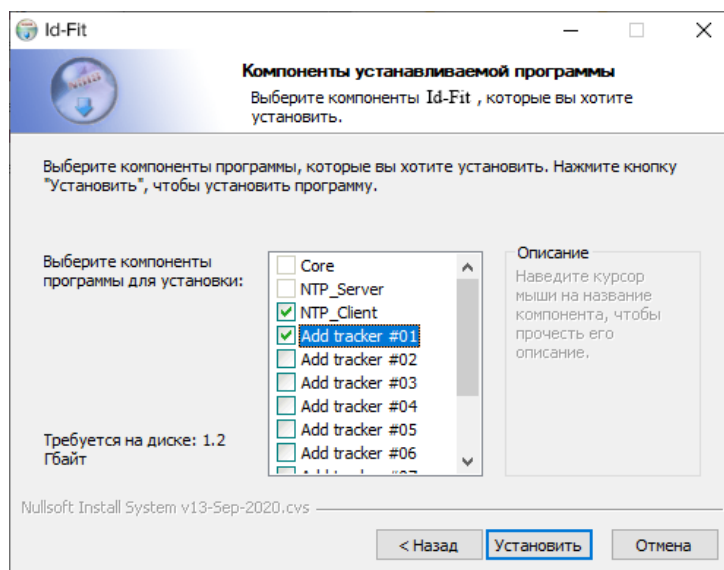 Id-Fit
Компоненты устанавливаемой программы
Выберите компоненты Id-Fit , которые вы хотите
установить.
Выберите компоненты программы, которые вы хотите установить. Нажмите кнопку
"Установить", чтобы установить программу.
Выберите компоненты
программы для установки:
Core
NTP_Server
NTP_Client
Add tracker #01
Add tracker #02
Add tracker #03
Add tracker #04
Add tracker #05
Add tracker #06
Описание
Наведите курсор
мыши на название
компонента, чтобы
прочесть его
описание.
Требуется на диске: 1.2
Гбайт
Nullsoft Install System v13-Sep-2020.cvs
< Назад
Установить
Отмена